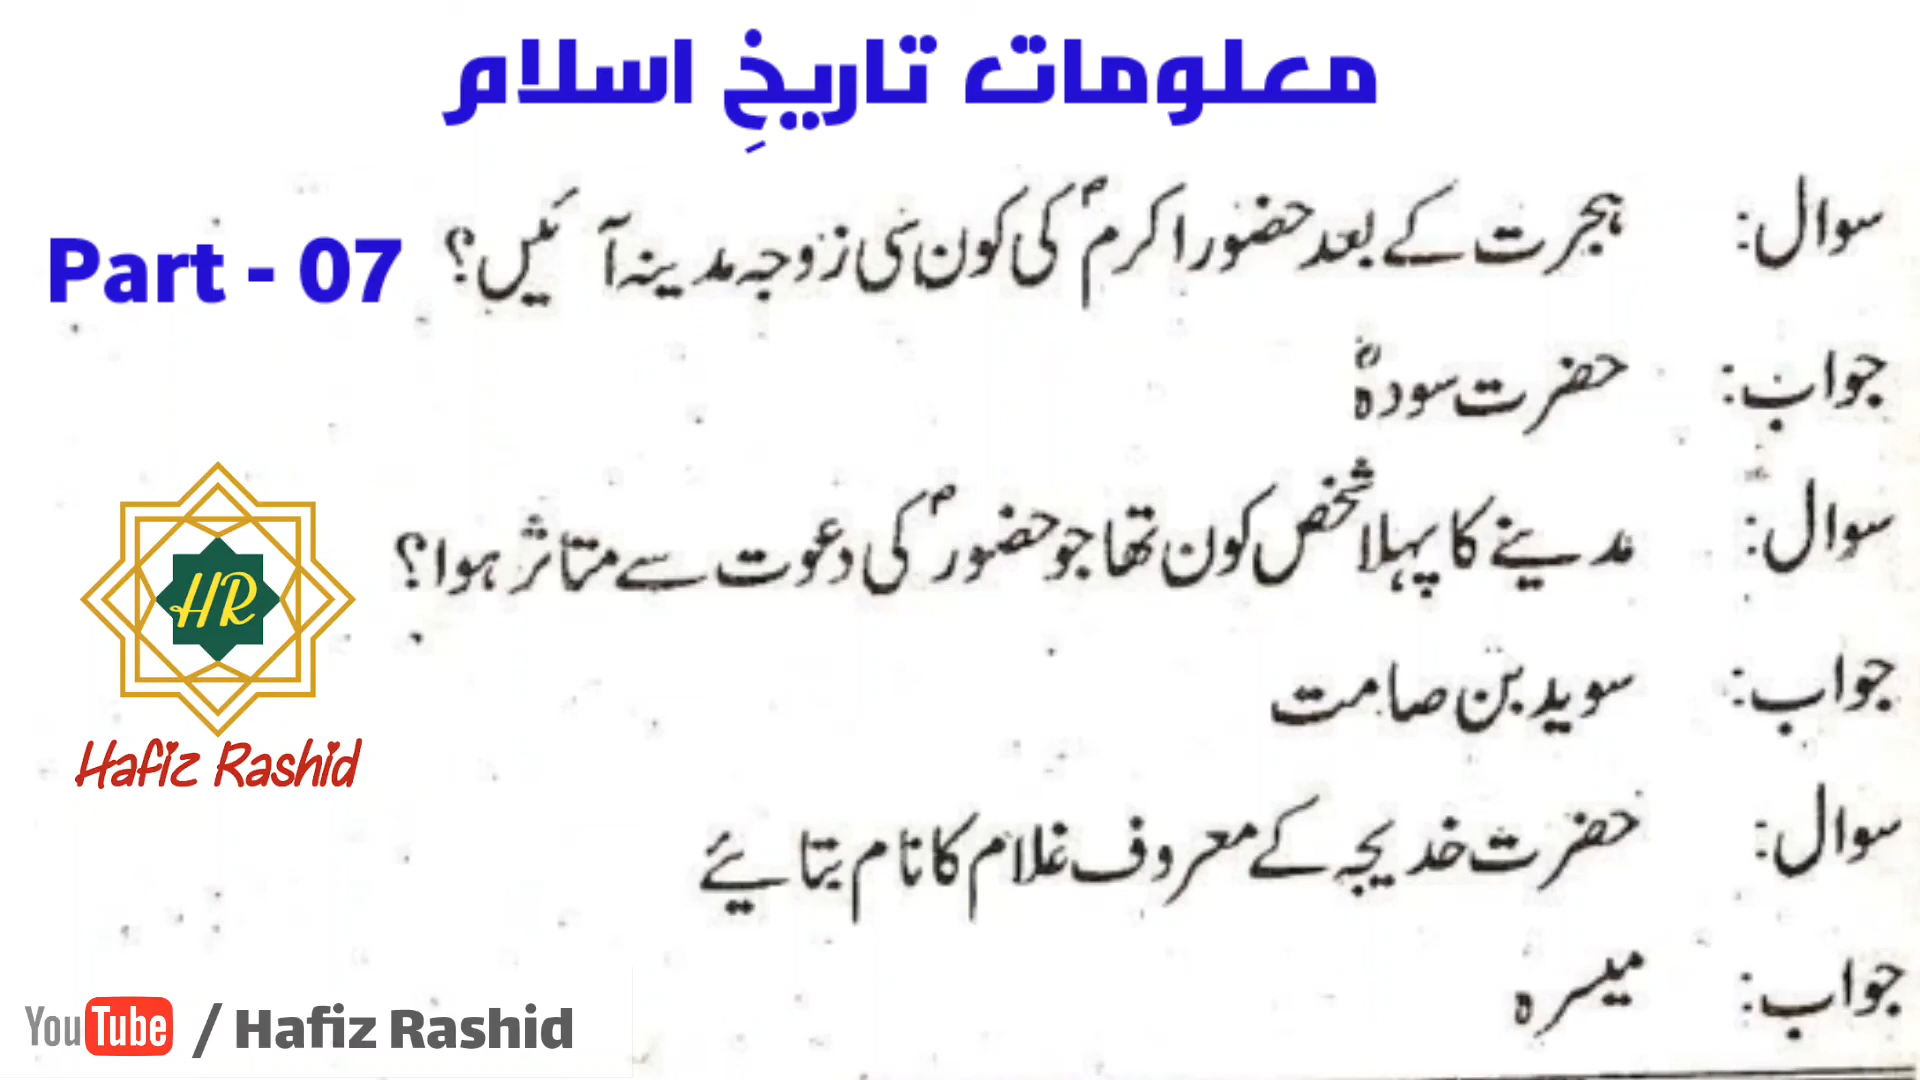 معلومات تاریخِ اسلام
Part - 07
سوال: ہجرت کے بعد حضور اکرمؐ کی کون سی زوجہ مدینہ آئیں؟
جواب: حضرت سودہؓ
سوال: مدینے کا پہلا شخص کون تھا جو حضورؐ کی دعوت سے متاثر ہوا؟
جواب: سوید بن صامت
سوال: حضرت خدیجہ کے معروف غلام کا نام بتائیے
جواب: میسرہ
HR
Hafiz Rashid
YouTube / Hafiz Rashid